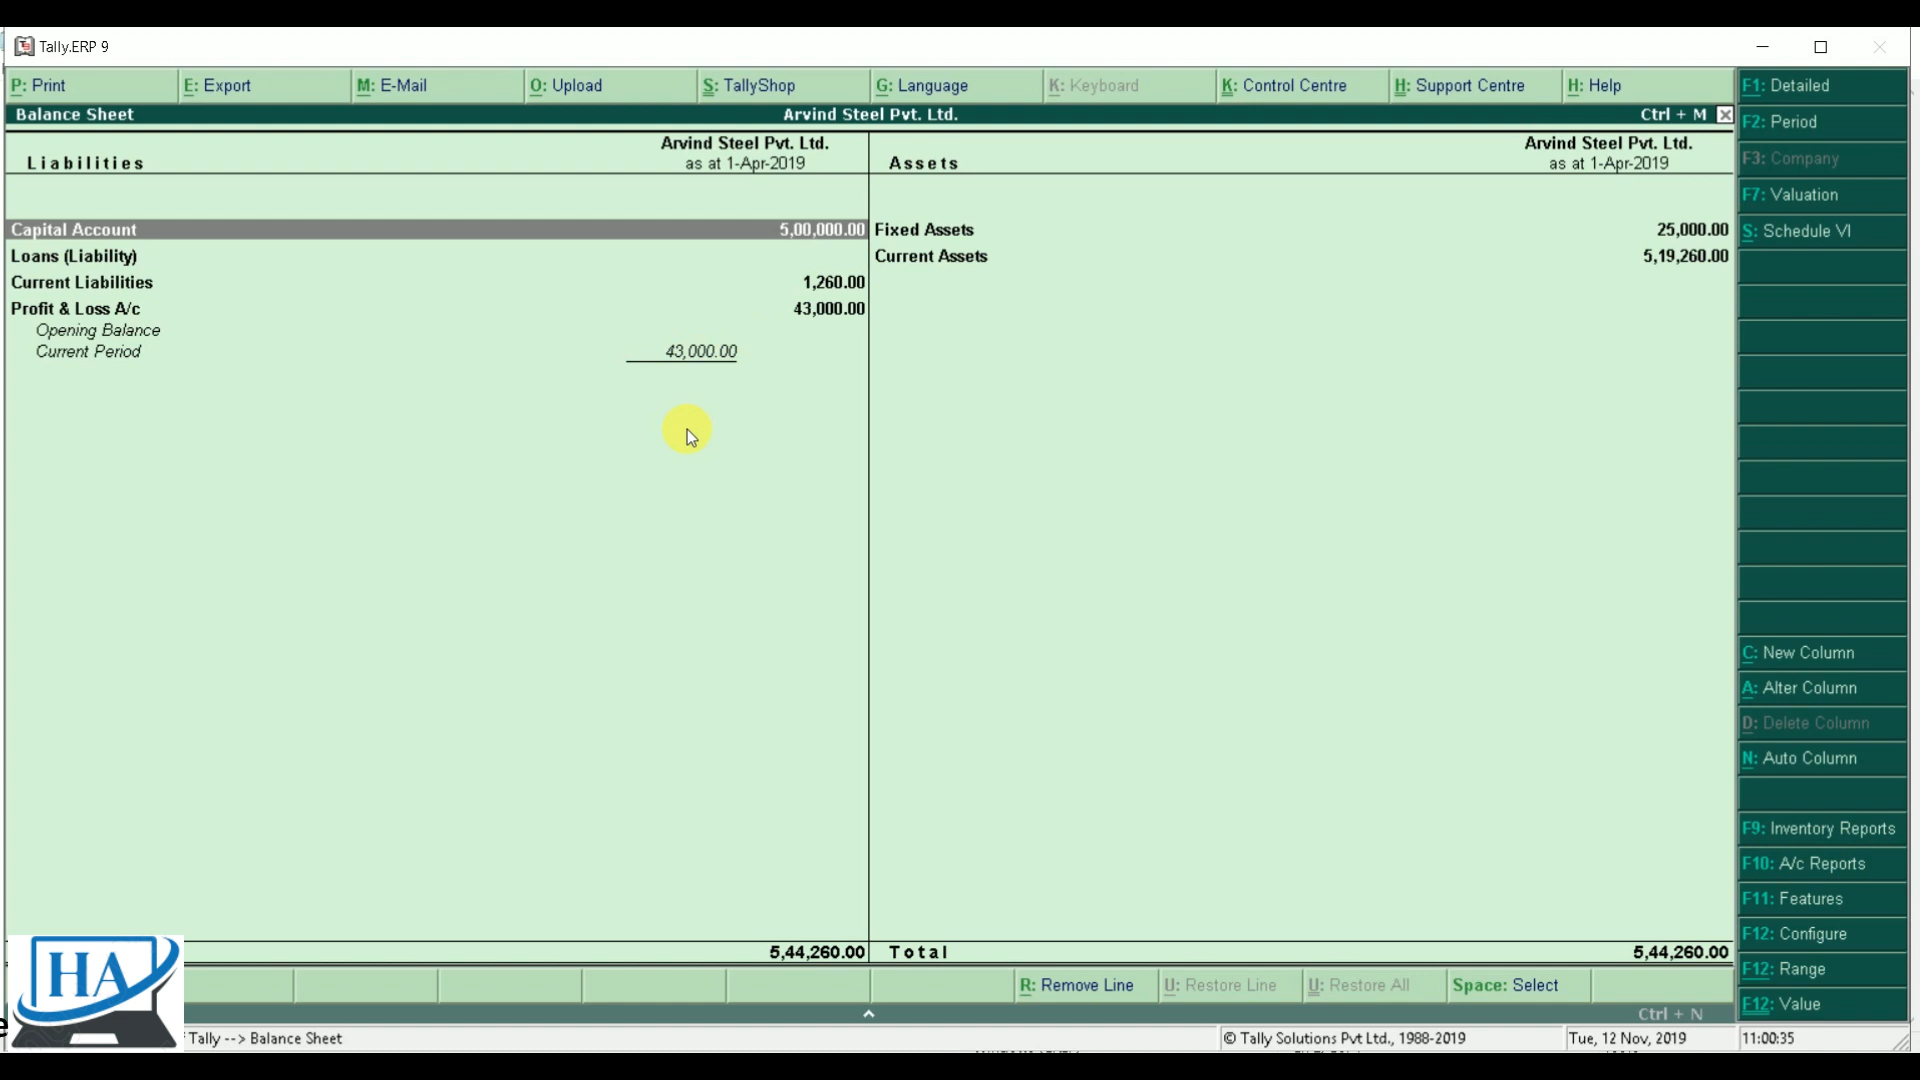 Tally.ERP 9
P: Print E: Export M: E-Mail O: Upload S: TallyShop G: Language K: Keyboard K: Control Centre H: Support Centre H: Help
Balance Sheet Arvind Steel Pvt. Ltd. Ctrl + M
Liabilities Arvind Steel Pvt. Ltd. as at 1-Apr-2019
Assets Arvind Steel Pvt. Ltd. as at 1-Apr-2019
Capital Account 5,00,000.00 Fixed Assets 25,000.00
Loans (Liability) Current Assets 5,19,260.00
Current Liabilities 1,260.00
Profit & Loss A/c 43,000.00
Opening Balance
Current Period 43,000.00
5,44,260.00 Total 5,44,260.00
R: Remove Line U: Restore Line U: Restore All Space: Select
Ctrl + N
Tally --> Balance Sheet © Tally Solutions Pvt Ltd., 1988-2019 Tue, 12 Nov, 2019 11:00:35
HA
F1: Detailed
F2: Period
F3: Company
F7: Valuation
S: Schedule VI
C: New Column
A: Alter Column
D: Delete Column
N: Auto Column
F9: Inventory Reports
F10: A/c Reports
F11: Features
F12: Configure
F12: Range
F12: Value